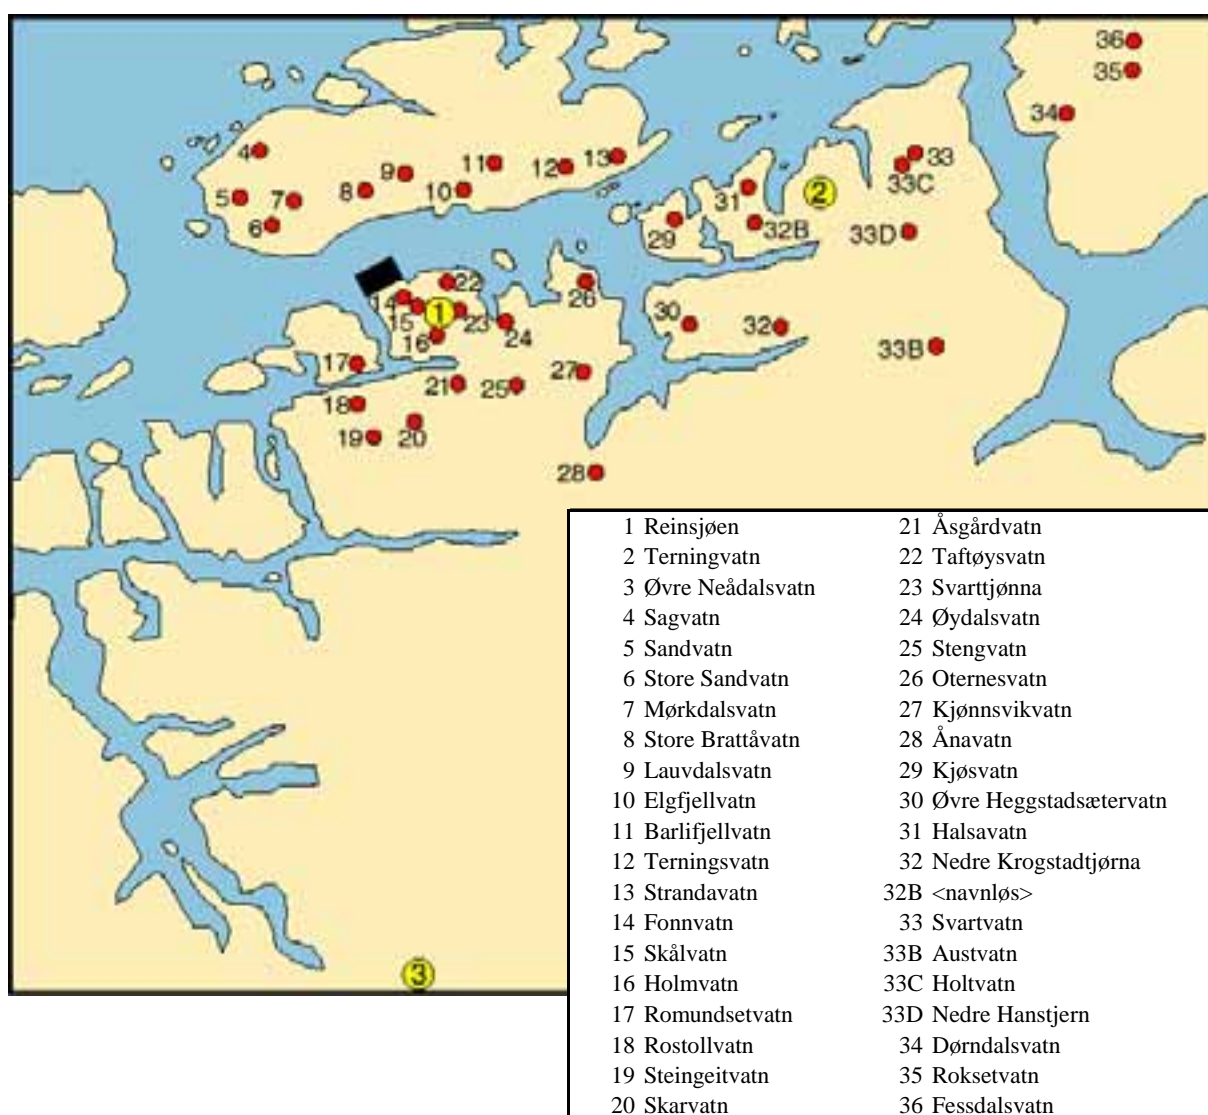 36
35
34
4
9
11
12
13
33
33C
5
7
8
10
31
2
6
29
32B
33D
14
22
26
15
1
23
24
30
32
16
33B
17
21
25
27
18
19
20
28
3
1 Reinsjøen
2 Terningvatn
3 Øvre Neådalsvatn
4 Sagvatn
5 Sandvatn
6 Store Sandvatn
7 Mørkdalsvatn
8 Store Brattåvatn
9 Lauvdalsvatn
10 Elgfjellvatn
11 Barlifjellvatn
12 Terningsvatn
13 Strandavatn
14 Fonnvatn
15 Skålvatn
16 Holmvatn
17 Romundsetvatn
18 Rostollvatn
19 Steingeitvatn
20 Skarvatn
21 Åsgårdvatn
22 Taftøysvatn
23 Svarttjønna
24 Øydalsvatn
25 Stengvatn
26 Oternesvatn
27 Kjønnsvikvatn
28 Ånavatn
29 Kjøsvatn
30 Øvre Heggstadsætervatn
31 Halsavatn
32 Nedre Krogstadtjørna
32B <navnløs>
33 Svartvatn
33B Austvatn
33C Holtvatn
33D Nedre Hanstjern
34 Dørndalsvatn
35 Roksetvatn
36 Fessdalsvatn